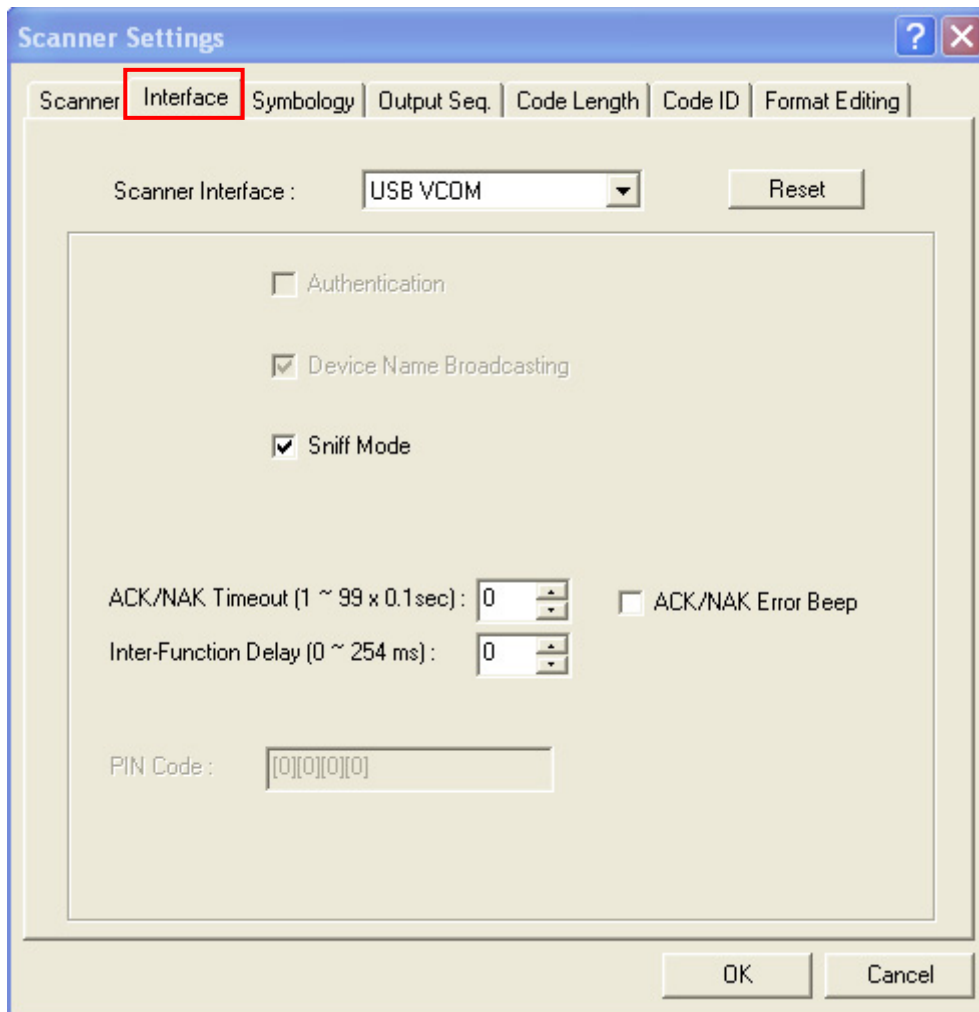 Scanner Settings
Scanner Interface Symbology Output Seq. Code Length Code ID Format Editing
Scanner Interface : USB VCOM Reset
Authentication
Device Name Broadcasting
Sniff Mode
ACK/NAK Timeout (1 ~ 99 x 0.1sec) : 0 ACK/NAK Error Beep
Inter-Function Delay (0 ~ 254 ms) : 0
PIN Code : [0][0][0][0]
OK Cancel